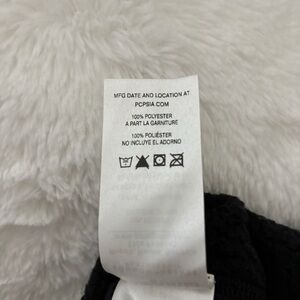 MFG DATE AND LOCATION AT
PCPSIA.COM
100% POLYESTER
A PART LA GARNITURE
100% POLIÉSTER
NO INCLUYE EL ADORNO